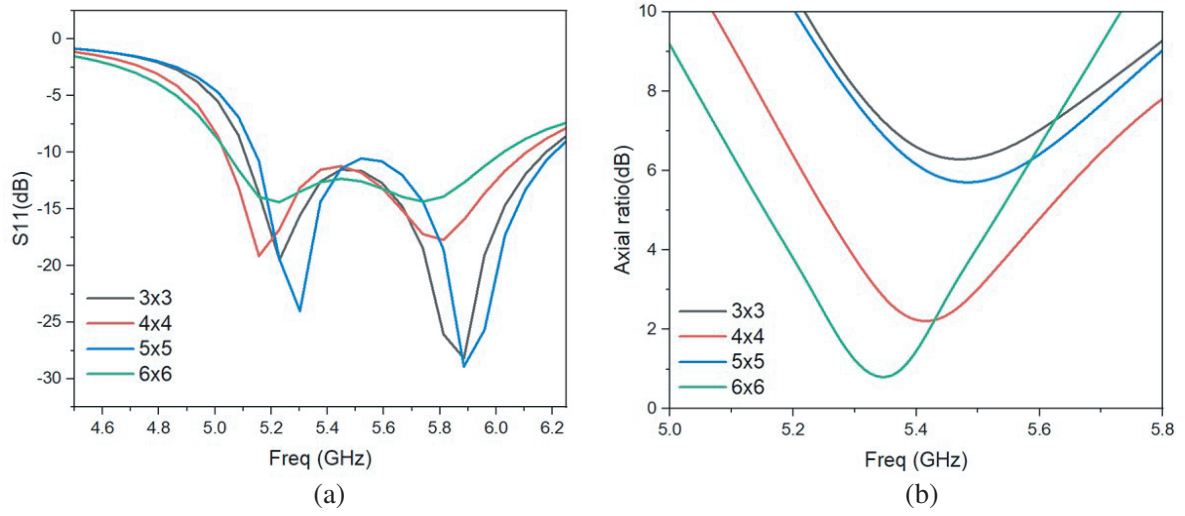 0
-5
-10
-15
-20
-25
-30
S11(dB)
3x3
4x4
5x5
6x6
4.6 4.8 5.0 5.2 5.4 5.6 5.8 6.0 6.2
Freq (GHz)
(a)
10
8
6
4
2
0
Axial ratio(dB)
3x3
4x4
5x5
6x6
5.0 5.2 5.4 5.6 5.8
Freq (GHz)
(b)